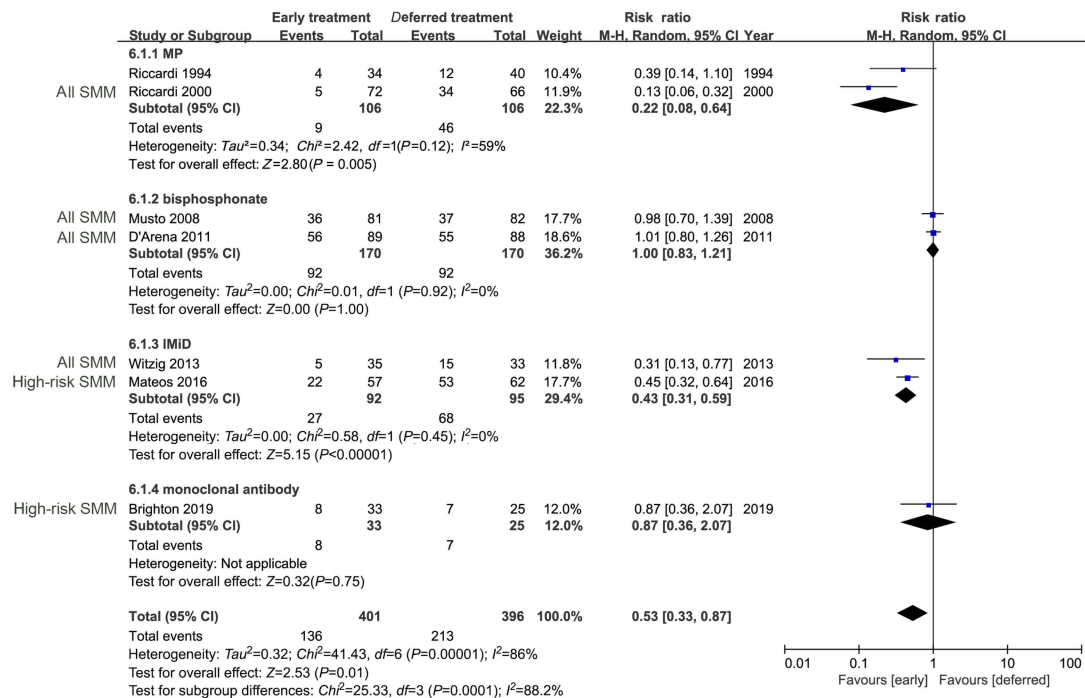 Early treatment Deferred treatment Risk ratio Risk ratio
Study or Subgroup Events Total Events Total Weight M-H, Random, 95% CI Year M-H, Random, 95% CI
6.1.1 MP
Riccardi 1994 4 34 12 40 10.4% 0.39 [0.14, 1.10] 1994
All SMM Riccardi 2000 5 72 34 66 11.9% 0.13 [0.06, 0.32] 2000
Subtotal (95% CI) 106 106 22.3% 0.22 [0.08, 0.64]
Total events 9 46
Heterogeneity: Tau²=0.34; Chi²=2.42, df=1(P=0.12); I²=59%
Test for overall effect: Z=2.80(P = 0.005)
6.1.2 bisphosphonate
All SMM Musto 2008 36 81 37 82 17.7% 0.98 [0.70, 1.39] 2008
All SMM D'Arena 2011 56 89 55 88 18.6% 1.01 [0.80, 1.26] 2011
Subtotal (95% CI) 170 170 36.2% 1.00 [0.83, 1.21]
Total events 92 92
Heterogeneity: Tau²=0.00; Chi²=0.01, df=1 (P=0.92); I²=0%
Test for overall effect: Z=0.00 (P=1.00)
6.1.3 IMiD
All SMM Witzig 2013 5 35 15 33 11.8% 0.31 [0.13, 0.77] 2013
High-risk SMM Mateos 2016 22 57 53 62 17.7% 0.45 [0.32, 0.64] 2016
Subtotal (95% CI) 92 95 29.4% 0.43 [0.31, 0.59]
Total events 27 68
Heterogeneity: Tau²=0.00; Chi²=0.58, df=1 (P=0.45); I²=0%
Test for overall effect: Z=5.15 (P<0.00001)
6.1.4 monoclonal antibody
High-risk SMM Brighton 2019 8 33 7 25 12.0% 0.87 [0.36, 2.07] 2019
Subtotal (95% CI) 33 25 12.0% 0.87 [0.36, 2.07]
Total events 8 7
Heterogeneity: Not applicable
Test for overall effect: Z=0.32(P=0.75)
Total (95% CI) 401 396 100.0% 0.53 [0.33, 0.87]
Total events 136 213
Heterogeneity: Tau²=0.32; Chi²=41.43, df=6 (P=0.00001); I²=86%
Test for overall effect: Z=2.53 (P=0.01)
Test for subgroup differences: Chi²=25.33, df=3 (P=0.0001); I²=88.2%
0.01 0.1 1 10 100
Favours [early] Favours [deferred]